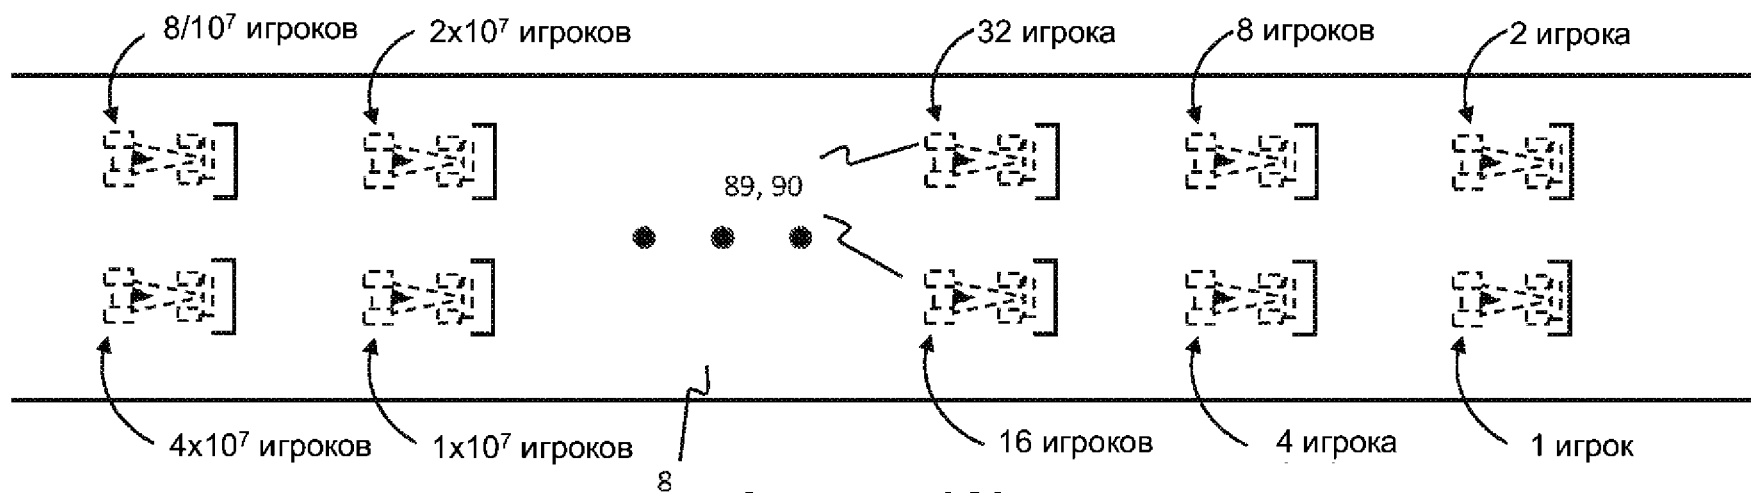 8/10⁷ игроков
2x10⁷ игроков
32 игрока
8 игроков
2 игрока
89, 90
4x10⁷ игроков
1x10⁷ игроков
16 игроков
4 игрока
1 игрок
8